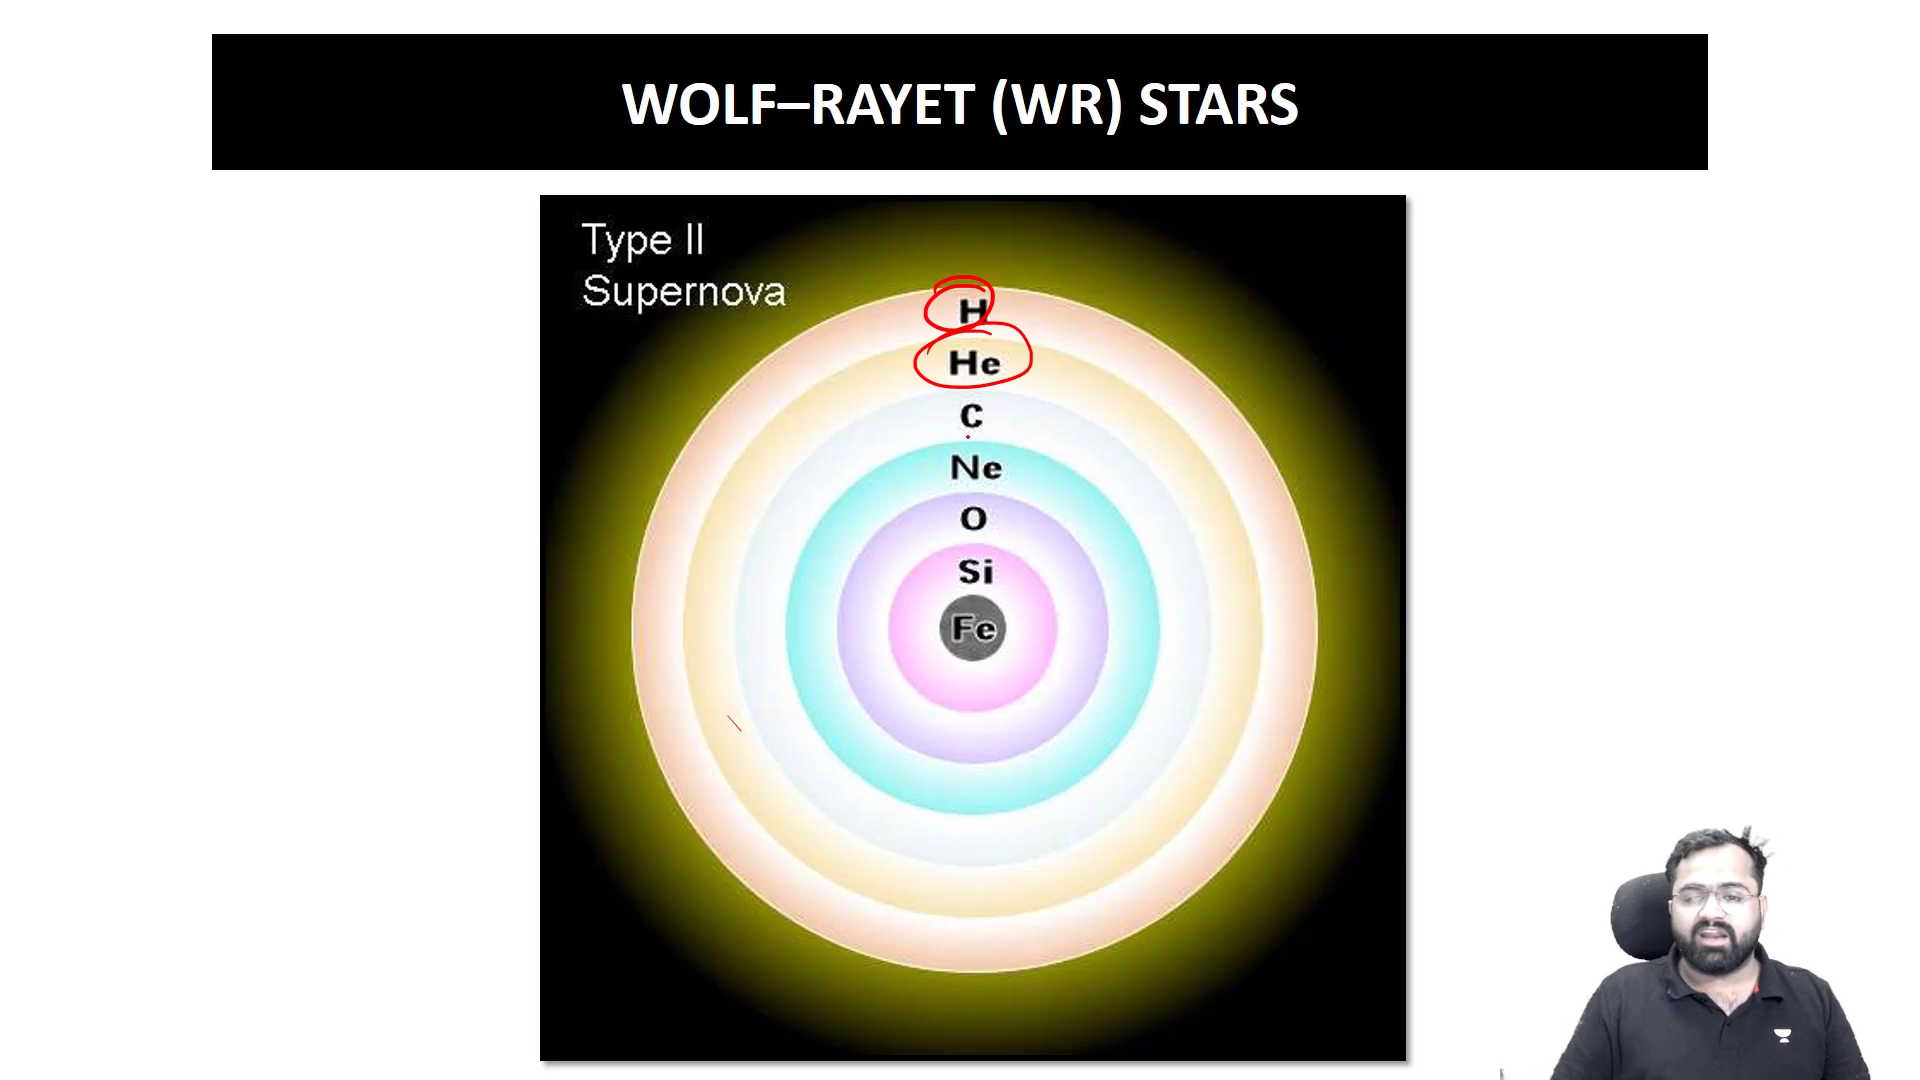 WOLF–RAYET (WR) STARS
Type II
Supernova
H
He
C
Ne
O
Si
Fe